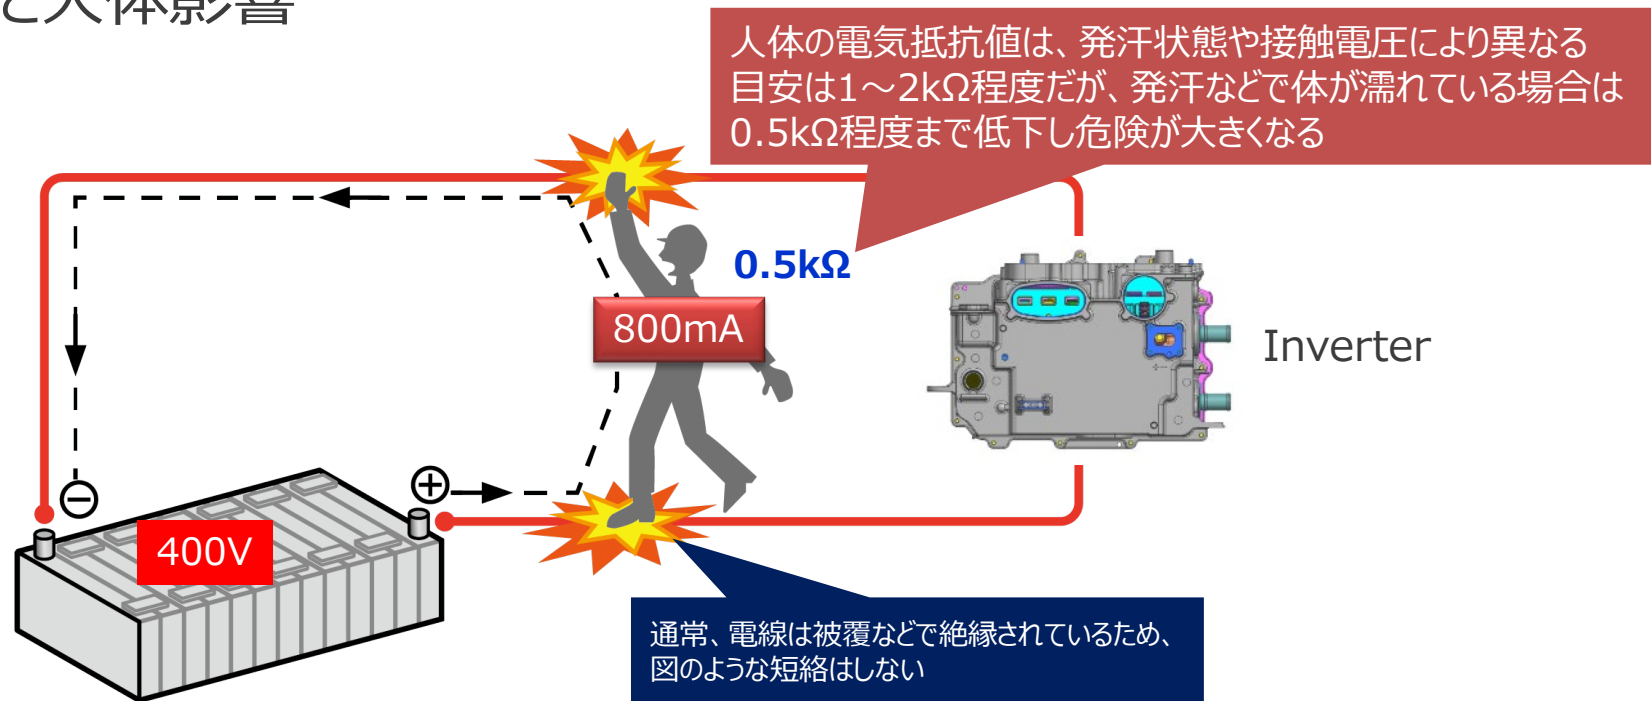 と人体影響
人体の電気抵抗値は、発汗状態や接触電圧により異なる
目安は1～2kΩ程度だが、発汗などで体が濡れている場合は
0.5kΩ程度まで低下し危険が大きくなる
0.5kΩ
800mA
Inverter
⊖
⊕
400V
通常、電線は被覆などで絶縁されているため、
図のような短絡はしない